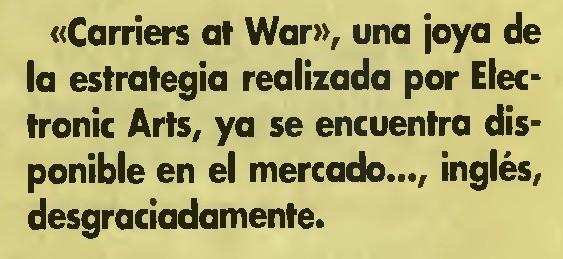 «Carriers at War», una joya de
la estrategia realizada por Elec-
tronic Arts, ya se encuentra dis-
ponible en el mercado..., inglés,
desgraciadamente.